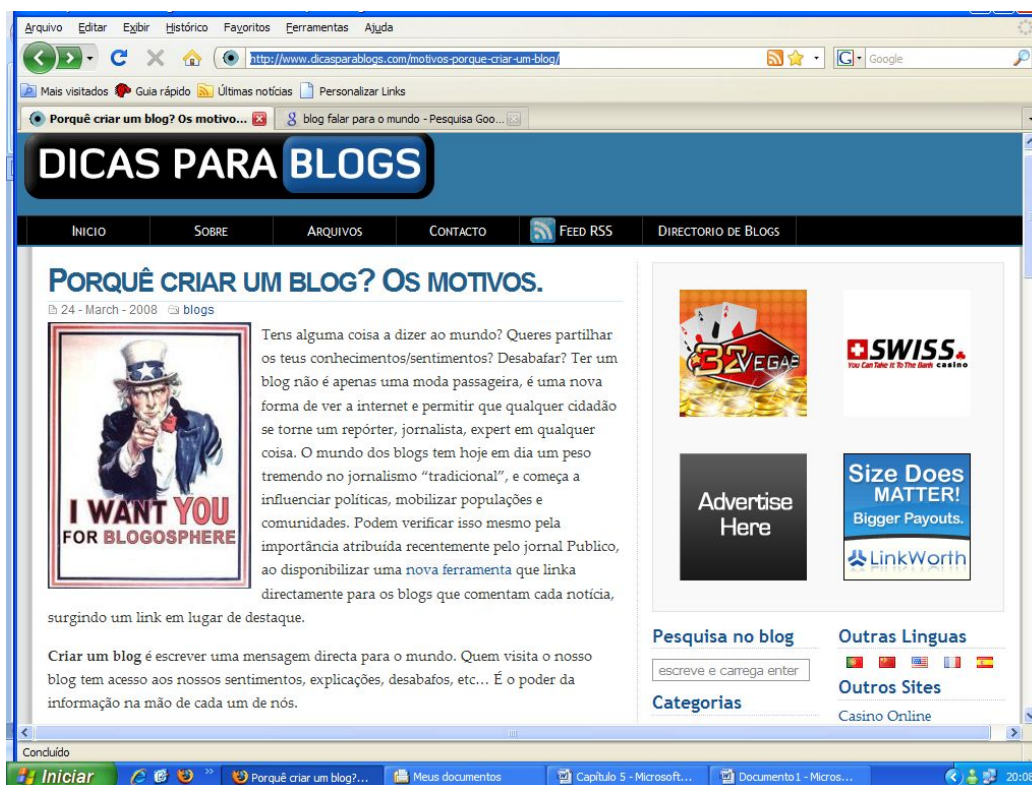 Arquivo Editar Exibir Histórico Favoritos Ferramentas Ajuda
http://www.dicasparablogs.com/motivos-porque-criar-um-blog/
Google
Mais visitados Guia rápido Últimas notícias Personalizar Links
Porquê criar um blog? Os motivo... blog falar para o mundo - Pesquisa Goo...
DICAS PARA BLOGS
INICIO SOBRE ARQUIVOS CONTACTO FEED RSS DIRECTORIO DE BLOGS
PORQUÊ CRIAR UM BLOG? OS MOTIVOS.
24 - March - 2008 blogs
I WANT YOU
FOR BLOGOSPHERE
Tens alguma coisa a dizer ao mundo? Queres partilhar
os teus conhecimentos/sentimentos? Desabafar? Ter um
blog não é apenas uma moda passageira, é uma nova
forma de ver a internet e permitir que qualquer cidadão
se torne um repórter, jornalista, expert em qualquer
coisa. O mundo dos blogs tem hoje em dia um peso
tremendo no jornalismo “tradicional”, e começa a
influenciar políticas, mobilizar populações e
comunidades. Podem verificar isso mesmo pela
importância atribuída recentemente pelo jornal Publico,
ao disponibilizar uma nova ferramenta que linka
directamente para os blogs que comentam cada notícia,
surgindo um link em lugar de destaque.
Criar um blog é escrever uma mensagem directa para o mundo. Quem visita o nosso
blog tem acesso aos nossos sentimentos, explicações, desabafos, etc... É o poder da
informação na mão de cada um de nós.
32VEGAS
SWISS.
You Can Take It To The Bank casino
Advertise
Here
Size Does
MATTER!
Bigger Payouts.
LinkWorth
Pesquisa no blog
escreve e carrega enter
Categorias
Outras Linguas
Outros Sites
Casino Online
Concluído
Iniciar Porquê criar um blog?... Meus documentos Capítulo 5 - Microsoft... Documento1 - Micros... 20:08